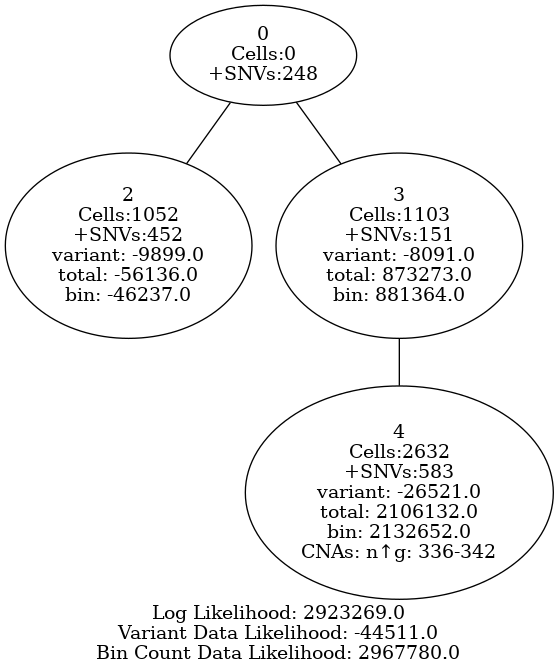 0
Cells:0
+SNVs:248
2
Cells:1052
+SNVs:452
variant: -9899.0
total: -56136.0
bin: -46237.0
3
Cells:1103
+SNVs:151
variant: -8091.0
total: 873273.0
bin: 881364.0
4
Cells:2632
+SNVs:583
variant: -26521.0
total: 2106132.0
bin: 2132652.0
CNAs: n↑g: 336-342
Log Likelihood: 2923269.0
Variant Data Likelihood: -44511.0
Bin Count Data Likelihood: 2967780.0